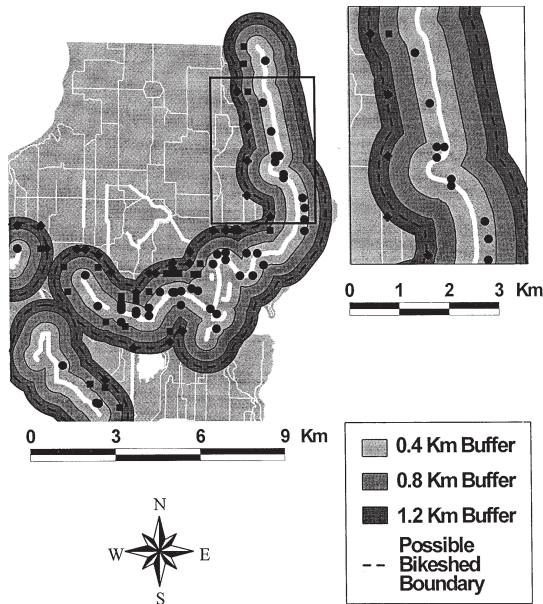 0 1 2 3 Km
0 3 6 9 Km
N
W E
S
0.4 Km Buffer
0.8 Km Buffer
1.2 Km Buffer
Possible
Bikeshed
Boundary